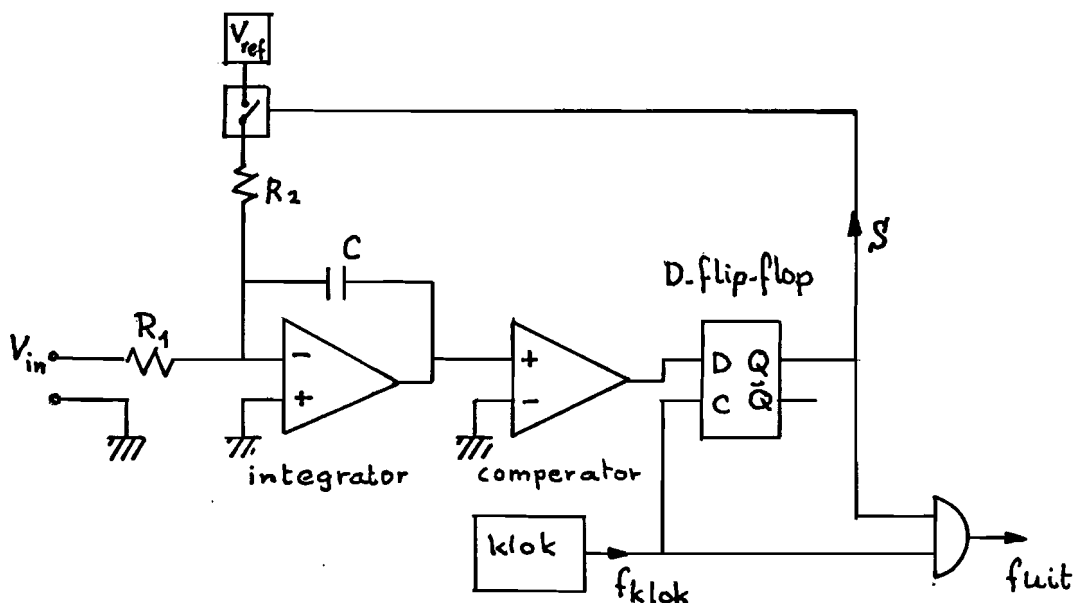 Vref
R2
C
S
D-flip-flop
R1
Vin
-
+
+
-
D Q
C Q̄
integrator
comperator
klok
fklok
fuit